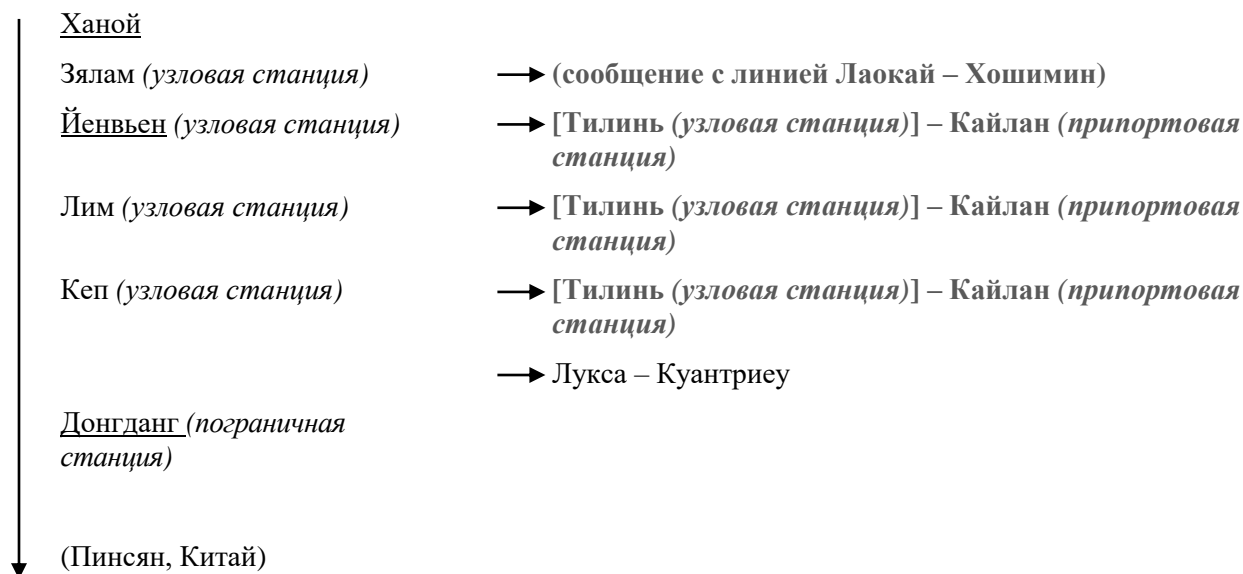 Ханой
Зялам (узловая станция)
(сообщение с линией Лаокай – Хошимин)
Йенвьен (узловая станция)
[Тилинь (узловая станция)] – Кайлан (припортовая
станция)
Лим (узловая станция)
[Тилинь (узловая станция)] – Кайлан (припортовая
станция)
Кеп (узловая станция)
[Тилинь (узловая станция)] – Кайлан (припортовая
станция)
Лукса – Куантриеу
Донгданг (пограничная
станция)
(Пинсян, Китай)